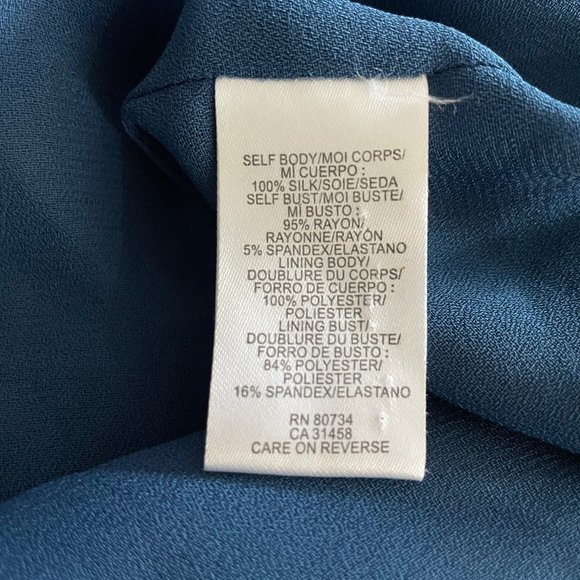 SELF BODY/MOI CORPS/
MI CUERPO :
100% SILK/SOIE/SEDA
SELF BUST/MOI BUSTE/
MI BUSTO :
95% RAYON/
RAYONNE/RAYÓN
5% SPANDEX/ELASTANO
LINING BODY/
DOUBLURE DU CORPS/
FORRO DE CUERPO :
100% POLYESTER/
POLIESTER
LINING BUST/
DOUBLURE DU BUSTE/
FORRO DE BUSTO :
84% POLYESTER/
POLIESTER
16% SPANDEX/ELASTANO
RN 80734
CA 31458
CARE ON REVERSE